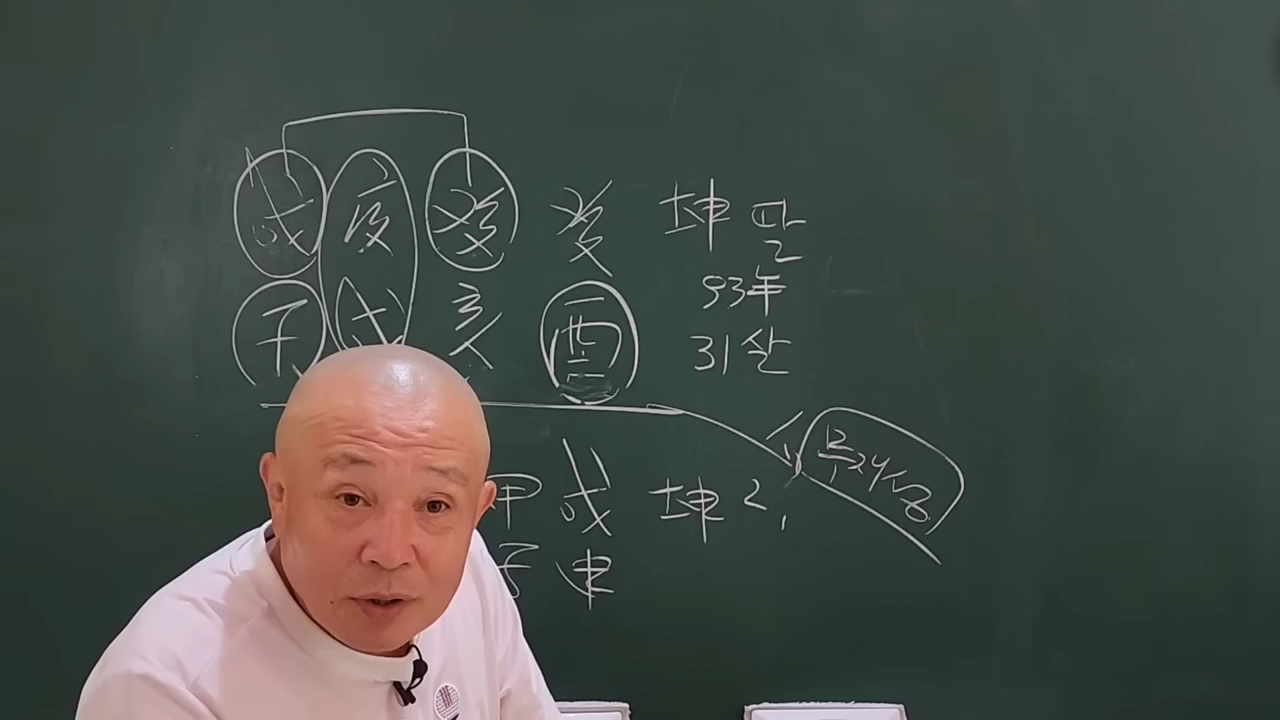 戊 庚 癸 癸 坤 딸
子 戌 亥 酉 93年
31살
甲 戊 坤 2
子 申